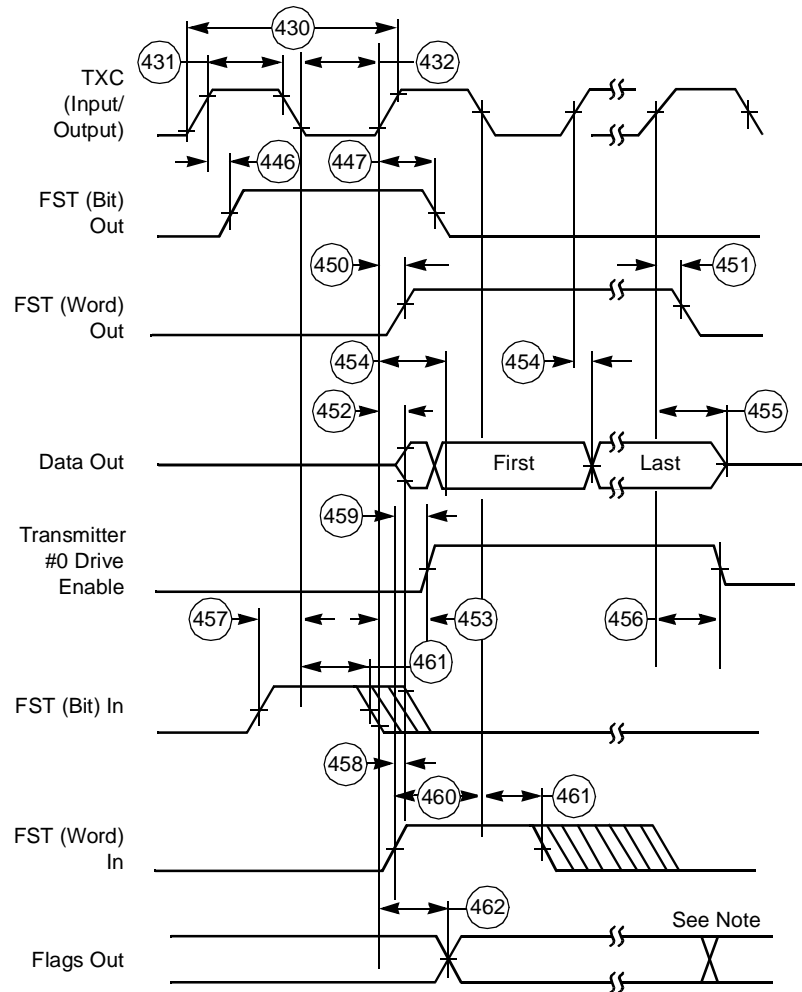 430
431
432
TXC
(Input/
Output)
446
447
FST (Bit)
Out
450
451
FST (Word)
Out
454
454
452
455
Data Out
First
Last
459
Transmitter
#0 Drive
Enable
457
453
456
461
FST (Bit) In
458
460
461
FST (Word)
In
462
See Note
Flags Out